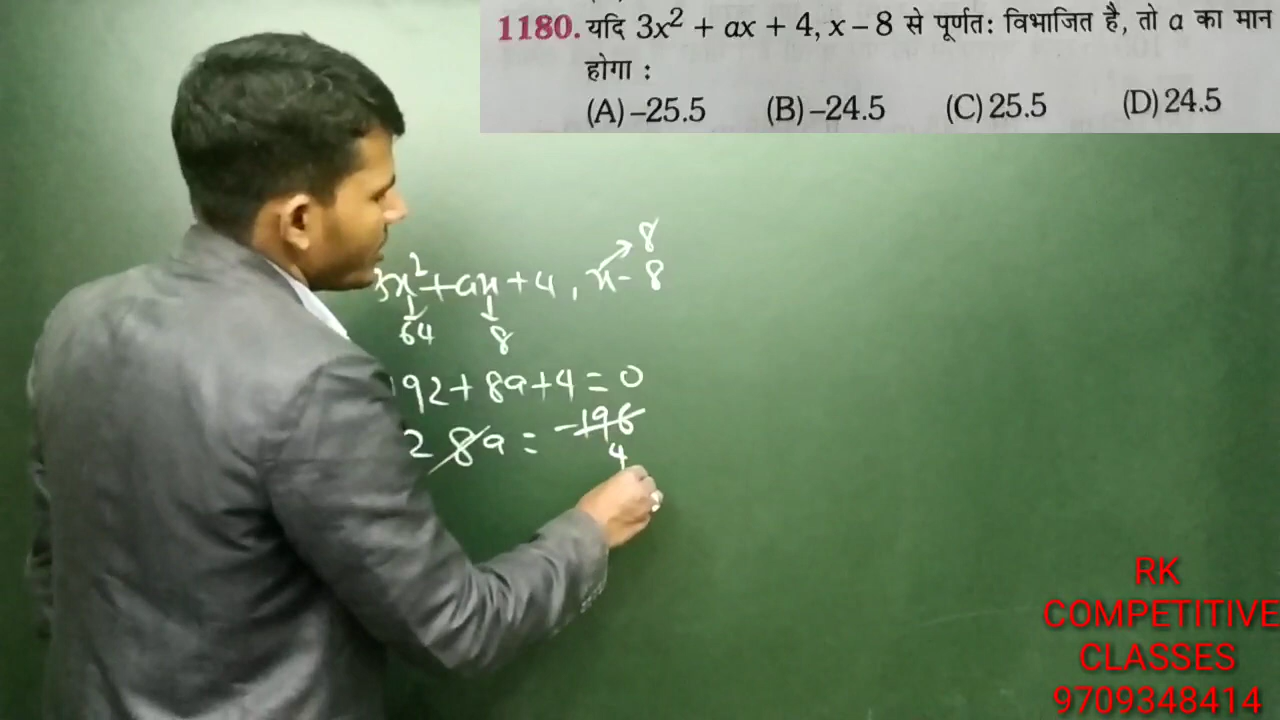 1180. यदि 3x² + ax + 4, x – 8 से पूर्णत: विभाजित है, तो a का मान
होगा :
(A) –25.5 (B) –24.5 (C) 25.5 (D) 24.5
8
3x² + ax + 4 , x - 8
64 8
192 + 8a + 4 = 0
2 8a = -196
4
RK
COMPETITIVE
CLASSES
9709348414